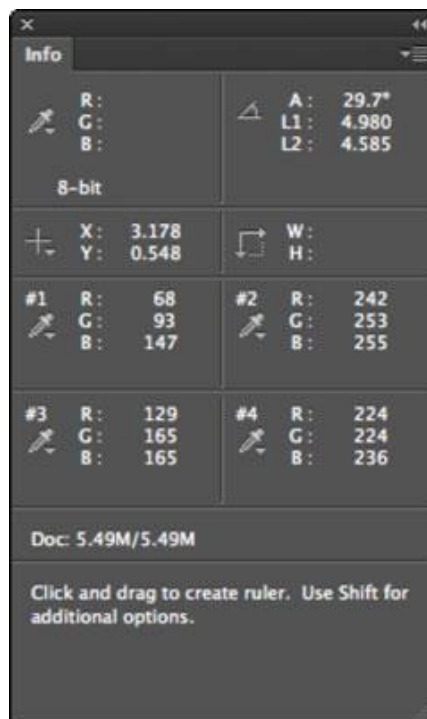 Info
R :
G :
B :
8-bit
A : 29.7°
L1 : 4.980
L2 : 4.585
X : 3.178
Y : 0.548
W :
H :
#1 R : 68
G : 93
B : 147
#2 R : 242
G : 253
B : 255
#3 R : 129
G : 165
B : 165
#4 R : 224
G : 224
B : 236
Doc: 5.49M/5.49M
Click and drag to create ruler. Use Shift for
additional options.